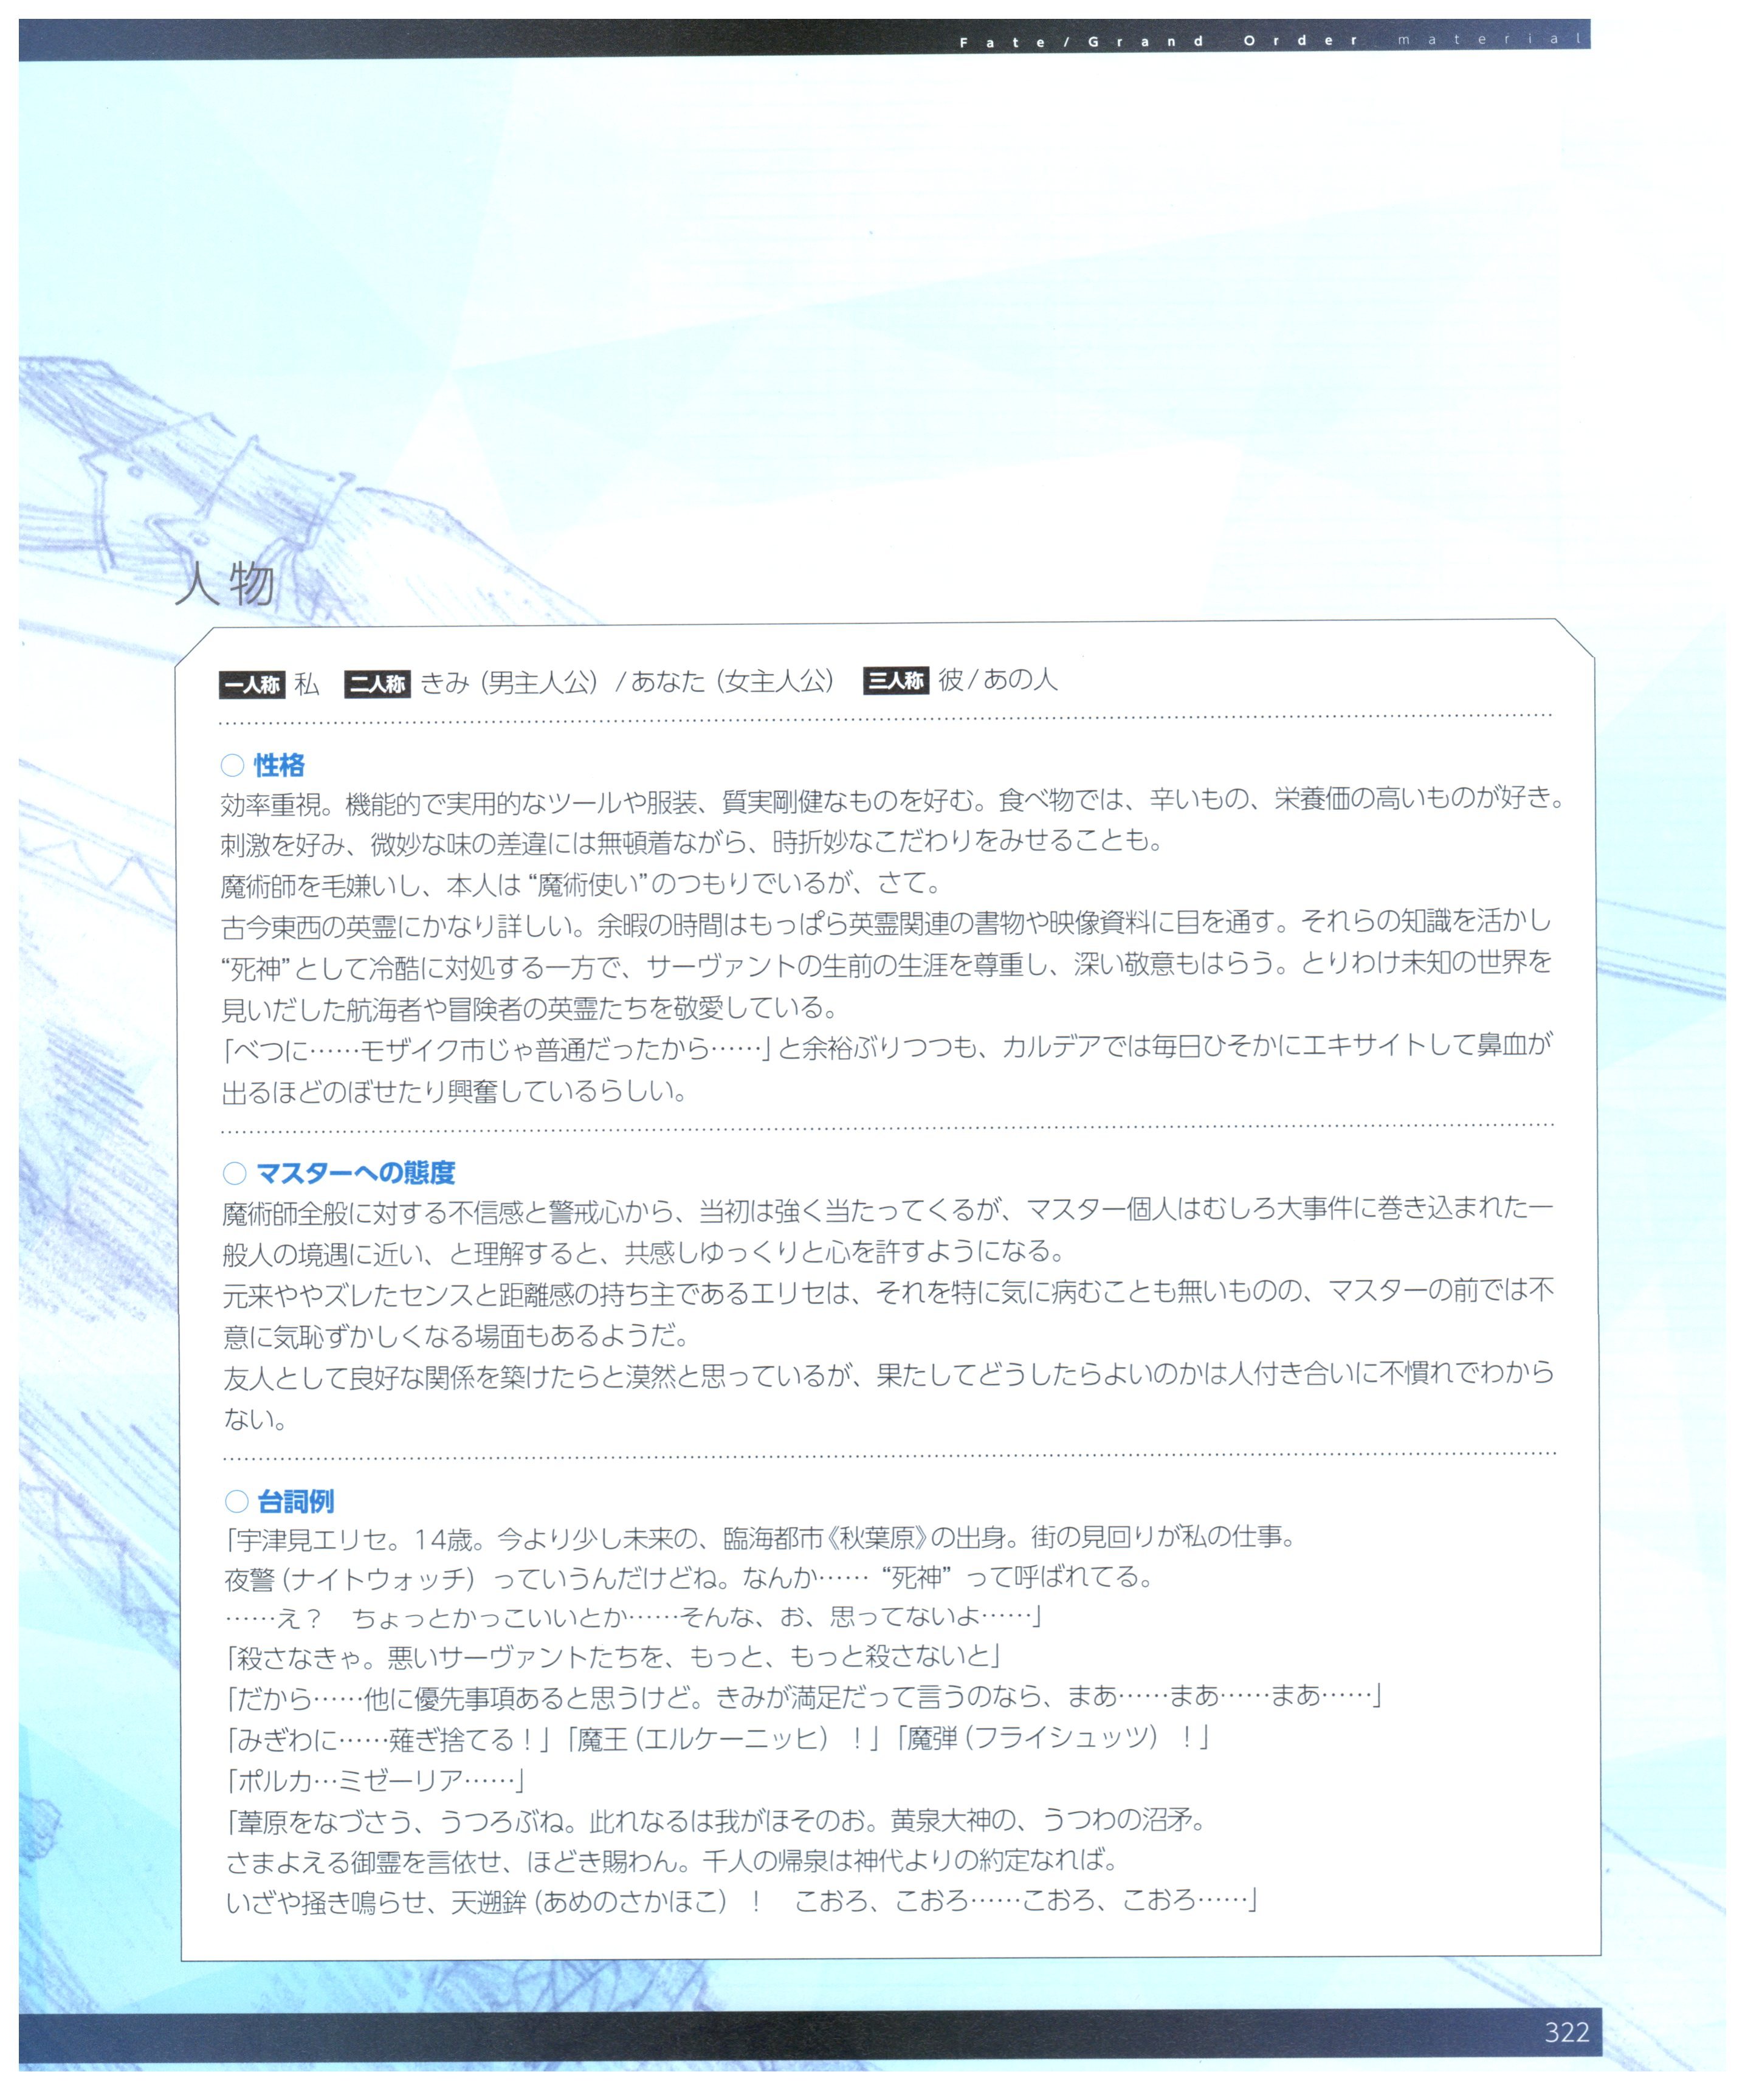 Fate/Grand Order material
人物
一人称 私 二人称 きみ（男主人公）/あなた（女主人公） 三人称 彼/あの人
○ 性格
効率重視。機能的で実用的なツールや服装、質実剛健なものを好む。食べ物では、辛いもの、栄養価の高いものが好き。
刺激を好み、微妙な味の差違には無頓着ながら、時折妙なこだわりをみせることも。
魔術師を毛嫌いし、本人は“魔術使い”のつもりでいるが、さて。
古今東西の英霊にかなり詳しい。余暇の時間はもっぱら英霊関連の書物や映像資料に目を通す。それらの知識を活かし
“死神”として冷酷に対処する一方で、サーヴァントの生前の生涯を尊重し、深い敬意もはらう。とりわけ未知の世界を
見いだした航海者や冒険者の英霊たちを敬愛している。
「べつに……モザイク市じゃ普通だったから……」と余裕ぶりつつも、カルデアでは毎日ひそかにエキサイトして鼻血が
出るほどのぼせたり興奮しているらしい。
○ マスターへの態度
魔術師全般に対する不信感と警戒心から、当初は強く当たってくるが、マスター個人はむしろ大事件に巻き込まれた一
般人の境遇に近い、と理解すると、共感しゆっくりと心を許すようになる。
元来ややズレたセンスと距離感の持ち主であるエリセは、それを特に気に病むことも無いものの、マスターの前では不
意に気恥ずかしくなる場面もあるようだ。
友人として良好な関係を築けたらと漠然と思っているが、果たしてどうしたらよいのかは人付き合いに不慣れでわから
ない。
○ 台詞例
「宇津見エリセ。14歳。今より少し未来の、臨海都市《秋葉原》の出身。街の見回りが私の仕事。
夜警（ナイトウォッチ）っていうんだけどね。なんか……“死神”って呼ばれてる。
……え？　ちょっとかっこいいとか……そんな、お、思ってないよ……」
「殺さなきゃ。悪いサーヴァントたちを、もっと、もっと殺さないと」
「だから……他に優先事項あると思うけど。きみが満足だって言うのなら、まあ……まあ……まあ……」
「みぎわに……薙ぎ捨てる！」「魔王（エルケーニッヒ）！」「魔弾（フライシュッツ）！」
「ポルカ…ミゼーリア……」
「葦原をなづさう、うつろぶね。此れなるは我がほそのお。黄泉大神の、うつわの沼矛。
さまよえる御霊を言依せ、ほどき賜わん。千人の帰泉は神代よりの約定なれば。
いざや掻き鳴らせ、天遡鉾（あめのさかほこ）！　こおろ、こおろ……こおろ、こおろ……」
322